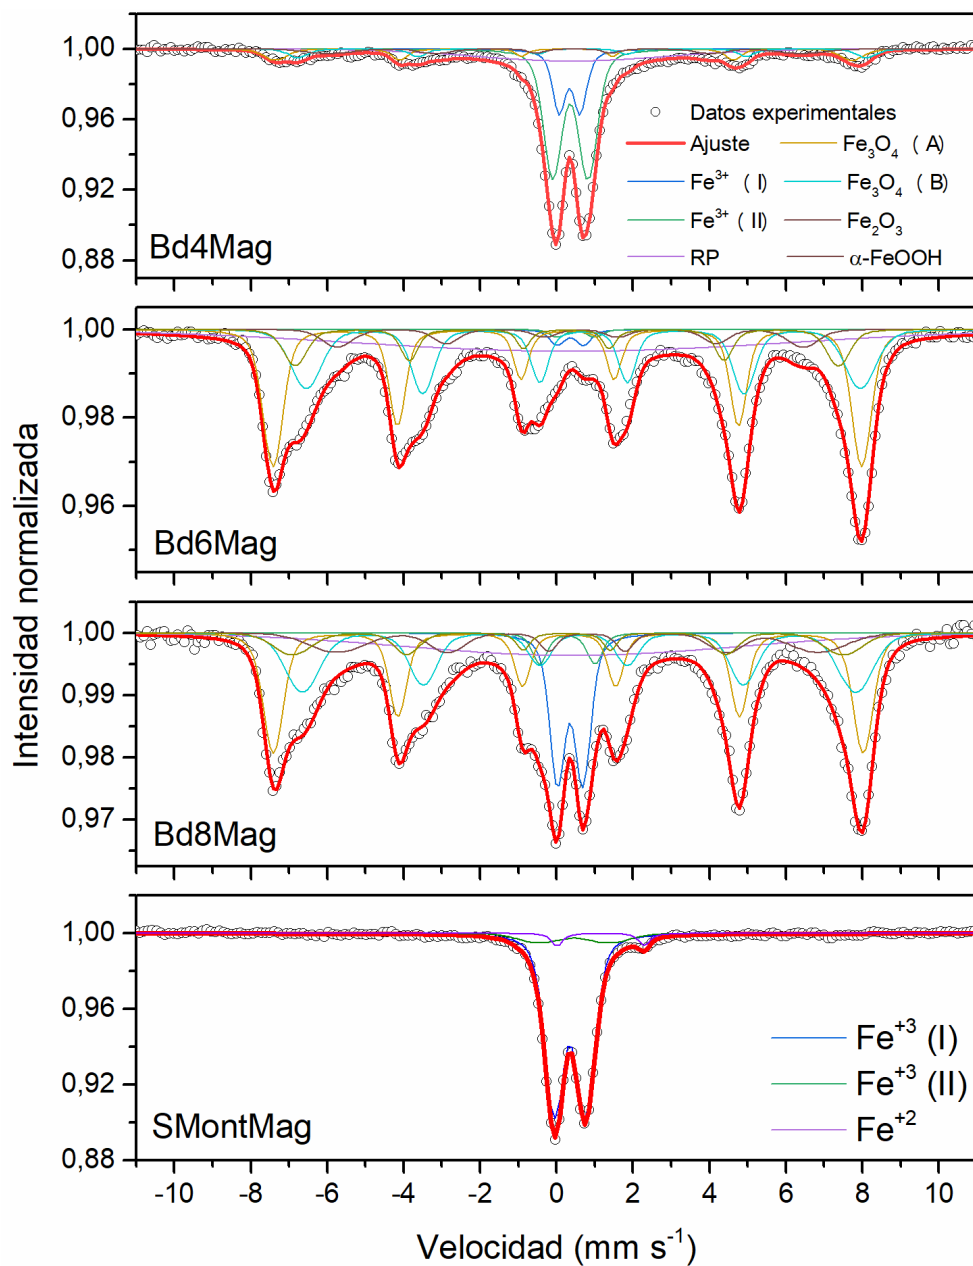 Intensidad normalizada
1,00
0,96
0,92
0,88
Datos experimentales
Ajuste
Fe₃O₄ ( A)
Fe³⁺ ( I)
Fe₃O₄ ( B)
Fe³⁺ ( II)
Fe₂O₃
RP
α-FeOOH
Bd4Mag
1,00
0,98
0,96
Bd6Mag
1,00
0,99
0,98
0,97
Bd8Mag
1,00
0,96
0,92
0,88
Fe⁺³ (I)
Fe⁺³ (II)
Fe⁺²
SMontMag
-10 -8 -6 -4 -2 0 2 4 6 8 10
Velocidad (mm s⁻¹)